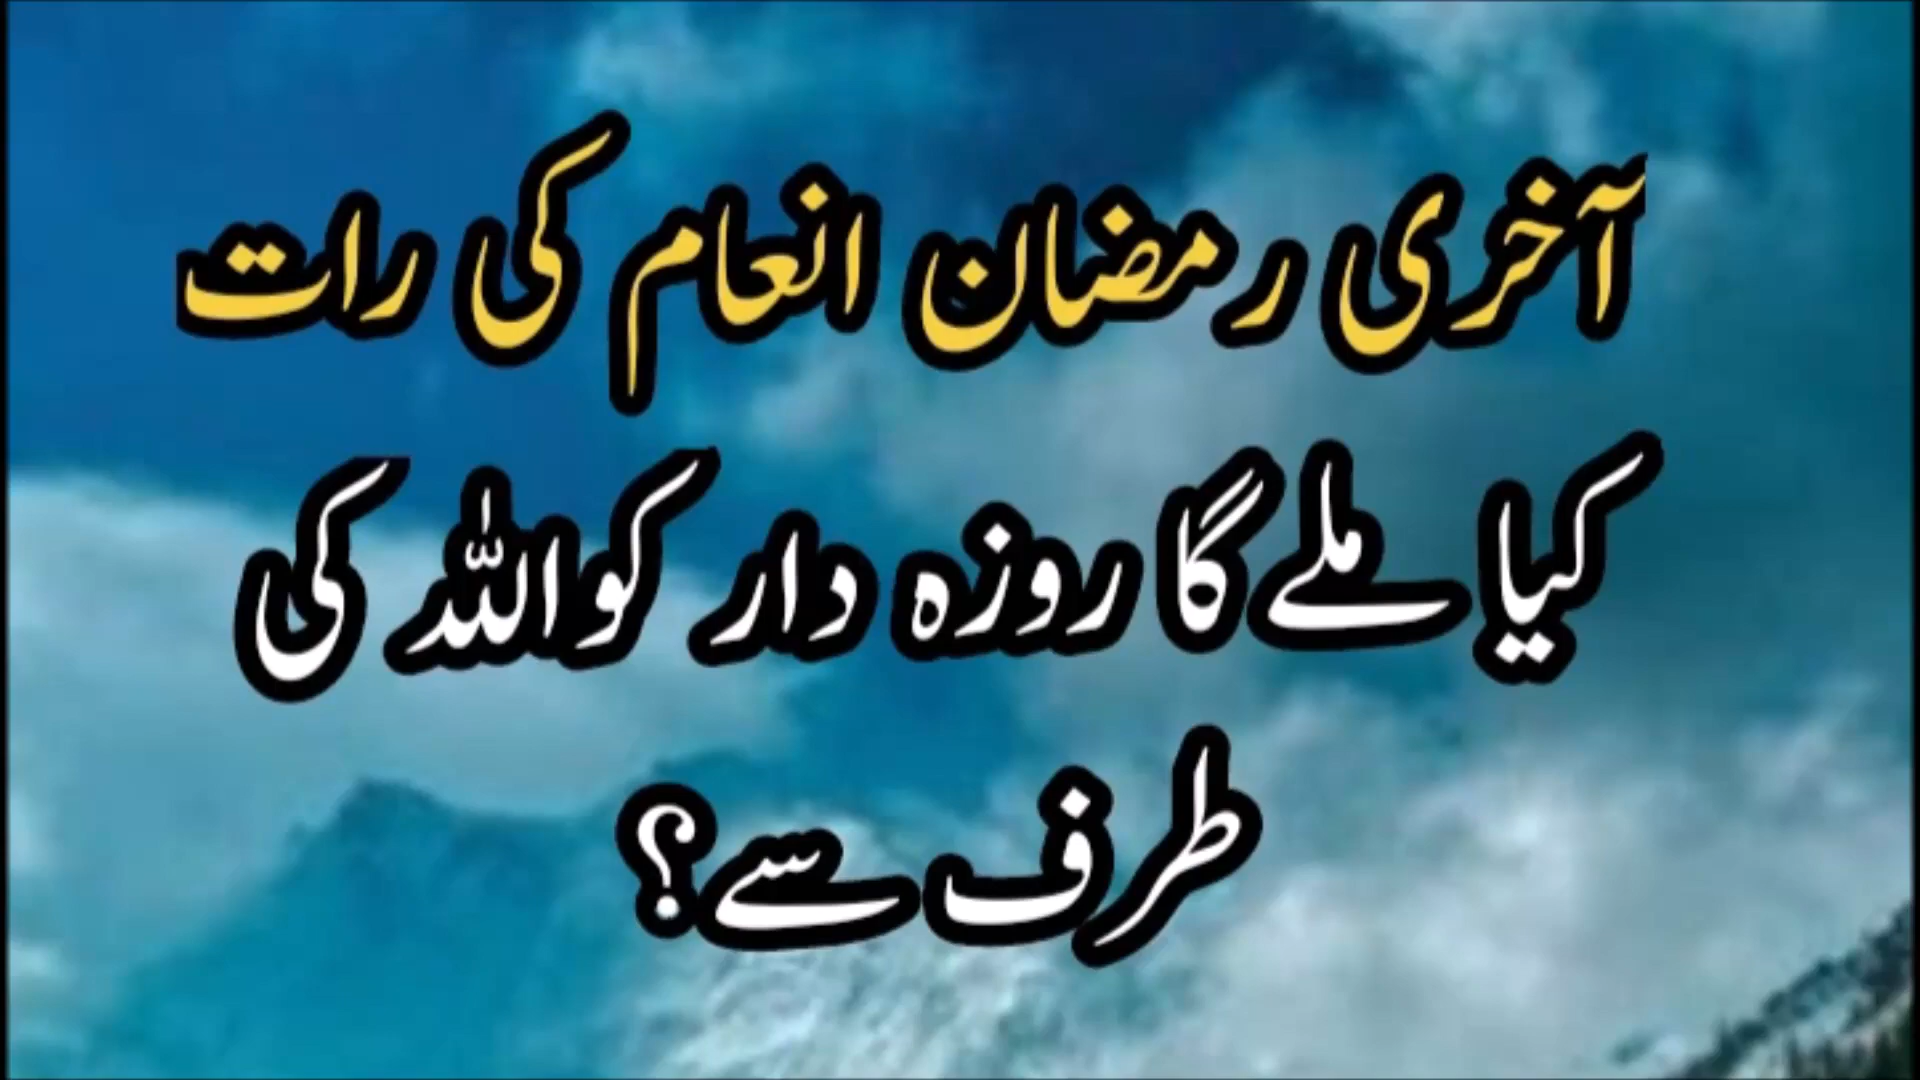 آخری رمضان انعام کی رات
کیا ملے گا روزہ دار کو اللہ کی
طرف سے؟